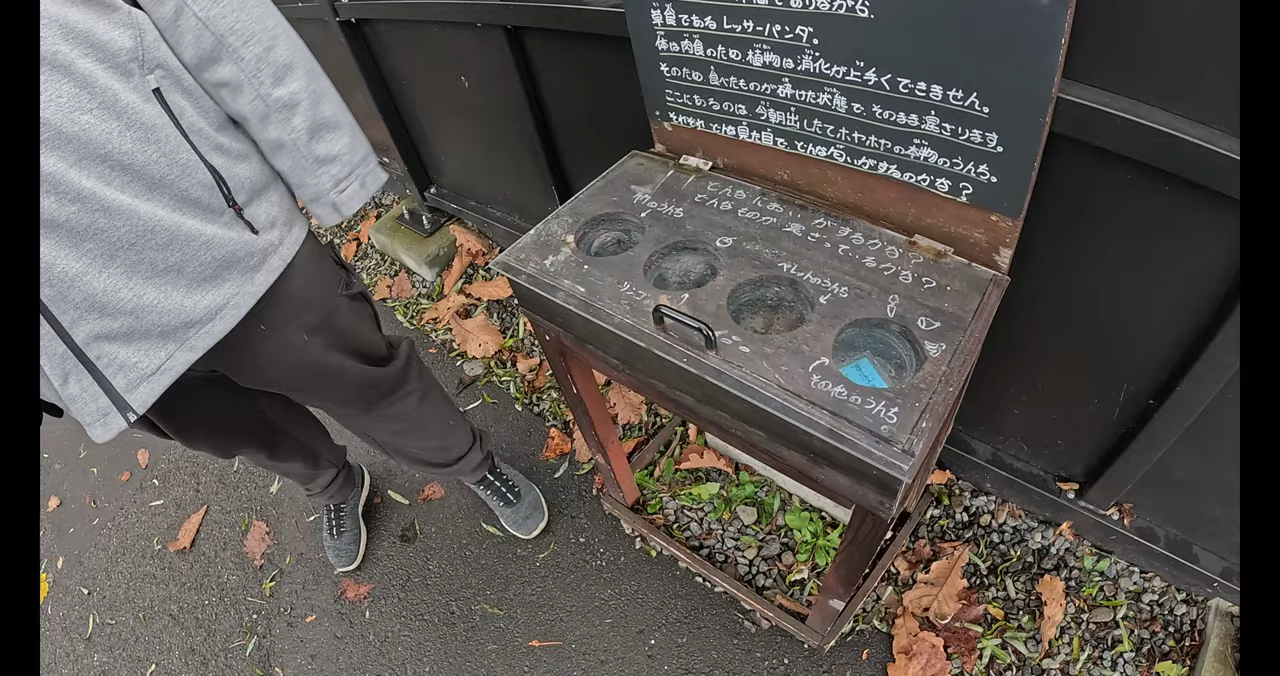 でありながら、
草食であるレッサーパンダ。
体は肉食のため、植物は消化が上手くできません。
そのため、食べたものが砕けた状態で、そのまま混ざります。
ここにあるのは、今朝出したてホヤホヤの本物のうんち。
それぞれどんな見た目で、どんな匂いがするのかな？
どんなにおいがするかな？
どんなものが混ざっているかな？
竹のうんち
リンゴ
ペレットのうんち
その他のうんち